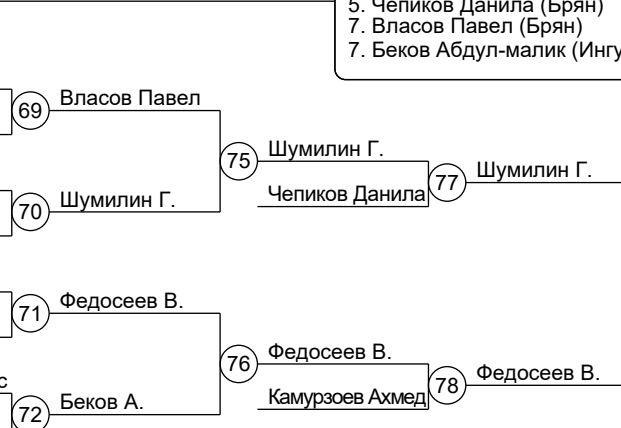 5. Чепиков Данила (Брян)
7. Власов Павел (Брян)
7. Беков Абдул-малик (Ингу
69 Власов Павел
75 Шумилин Г.
77 Шумилин Г.
Чепиков Данила
70 Шумилин Г.
71 Федосеев В.
76 Федосеев В.
78 Федосеев В.
с
Камурзоев Ахмед
72 Беков А.